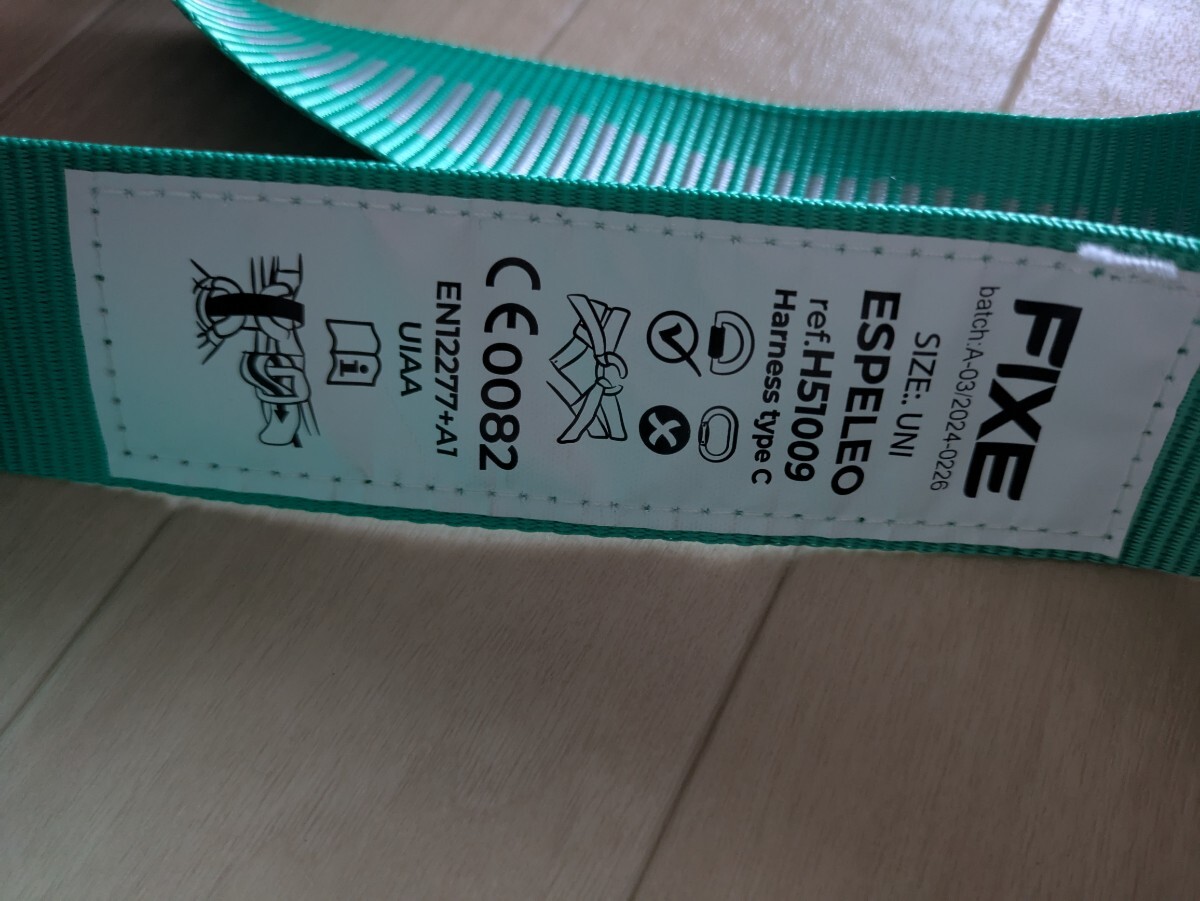 FIXE
batch:A-03/2024-0226
SIZE:. UNI
ESPELEO
ref.H51009
Harness type C
CE0082
EN12277+A1
UIAA
i